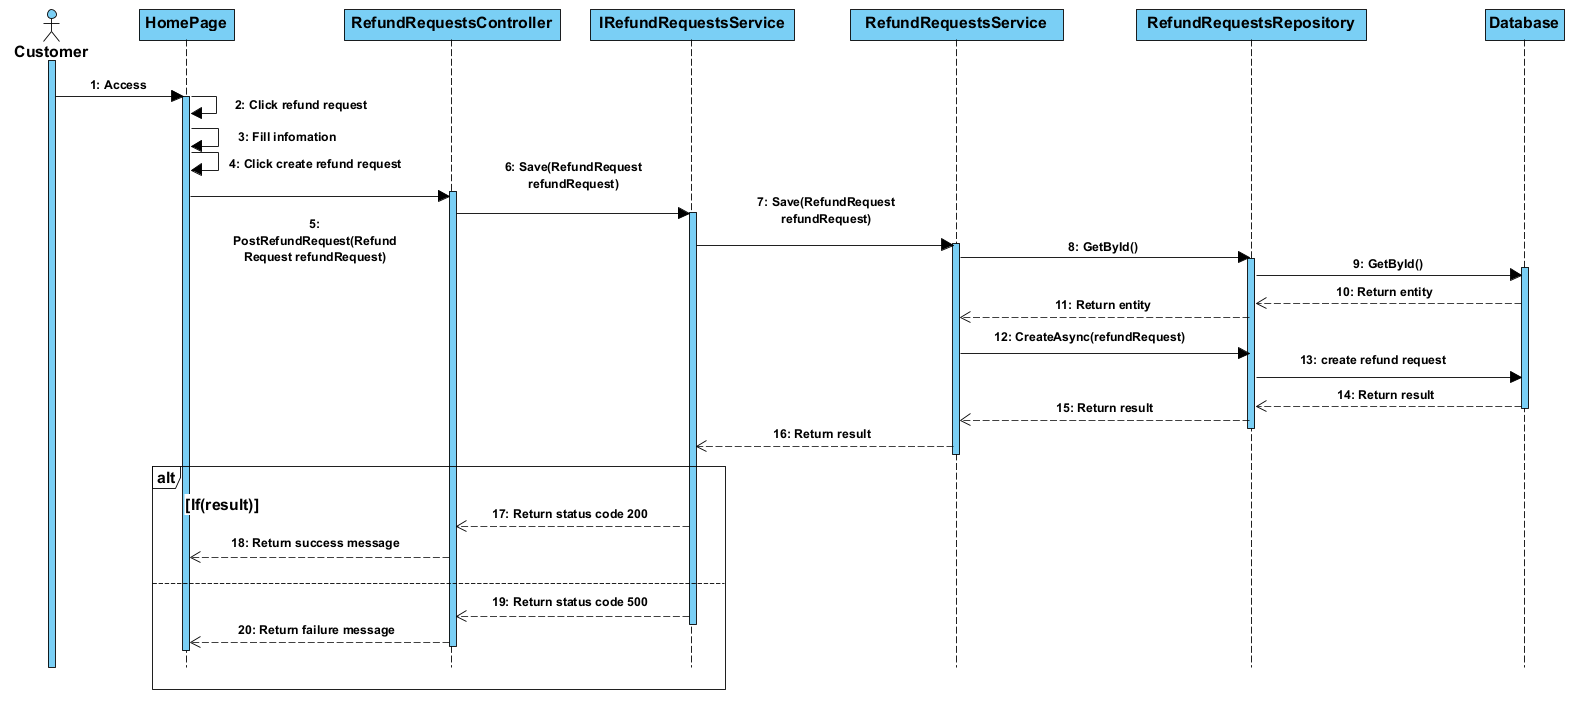 HomePage
RefundRequestsController
IRefundRequestsService
RefundRequestsService
RefundRequestsRepository
Database
Customer
1: Access
2: Click refund request
3: Fill infomation
4: Click create refund request
5:
PostRefundRequest(Refund
Request refundRequest)
6: Save(RefundRequest
refundRequest)
7: Save(RefundRequest
refundRequest)
8: GetById()
9: GetById()
10: Return entity
11: Return entity
12: CreateAsync(refundRequest)
13: create refund request
14: Return result
15: Return result
16: Return result
alt
[If(result)]
17: Return status code 200
18: Return success message
19: Return status code 500
20: Return failure message